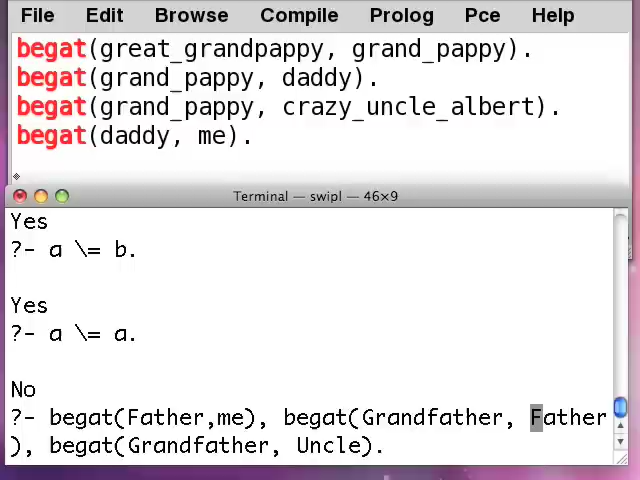 File Edit Browse Compile Prolog Pce Help
begat(great_grandpappy, grand_pappy).
begat(grand_pappy, daddy).
begat(grand_pappy, crazy_uncle_albert).
begat(daddy, me).
Terminal — swipl — 46×9
Yes
?- a \= b.
Yes
?- a \= a.
No
?- begat(Father,me), begat(Grandfather, Father
), begat(Grandfather, Uncle).